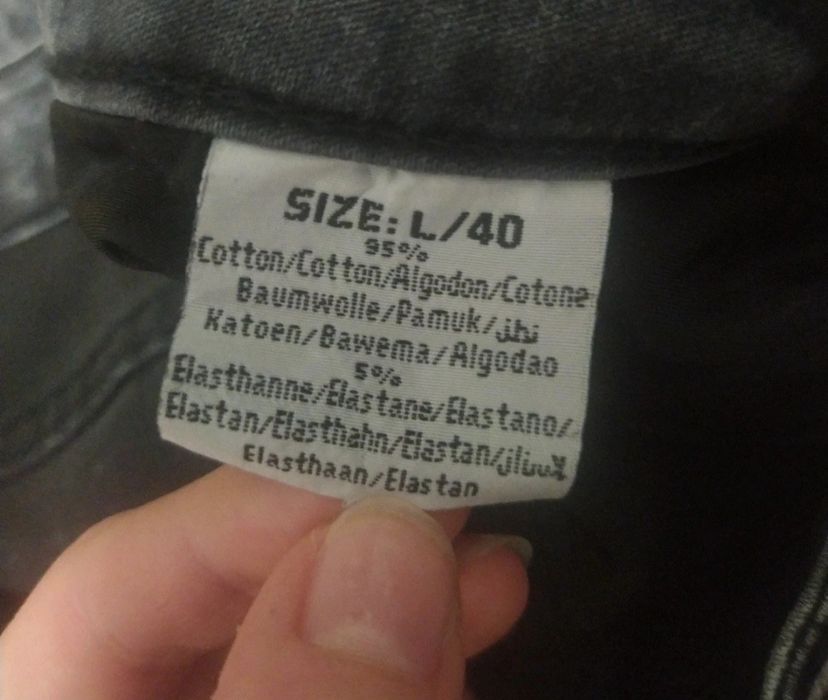 SIZE: L/40
95%
Cotton/Cotton/Algodon/Cotone
Baumwolle/Pamuk/
Katoen/Bawema/Algodao
5%
Elasthanne/Elastane/Elastano/
Elastan/Elasthahn/Elastan/
Elasthaan/Elastan